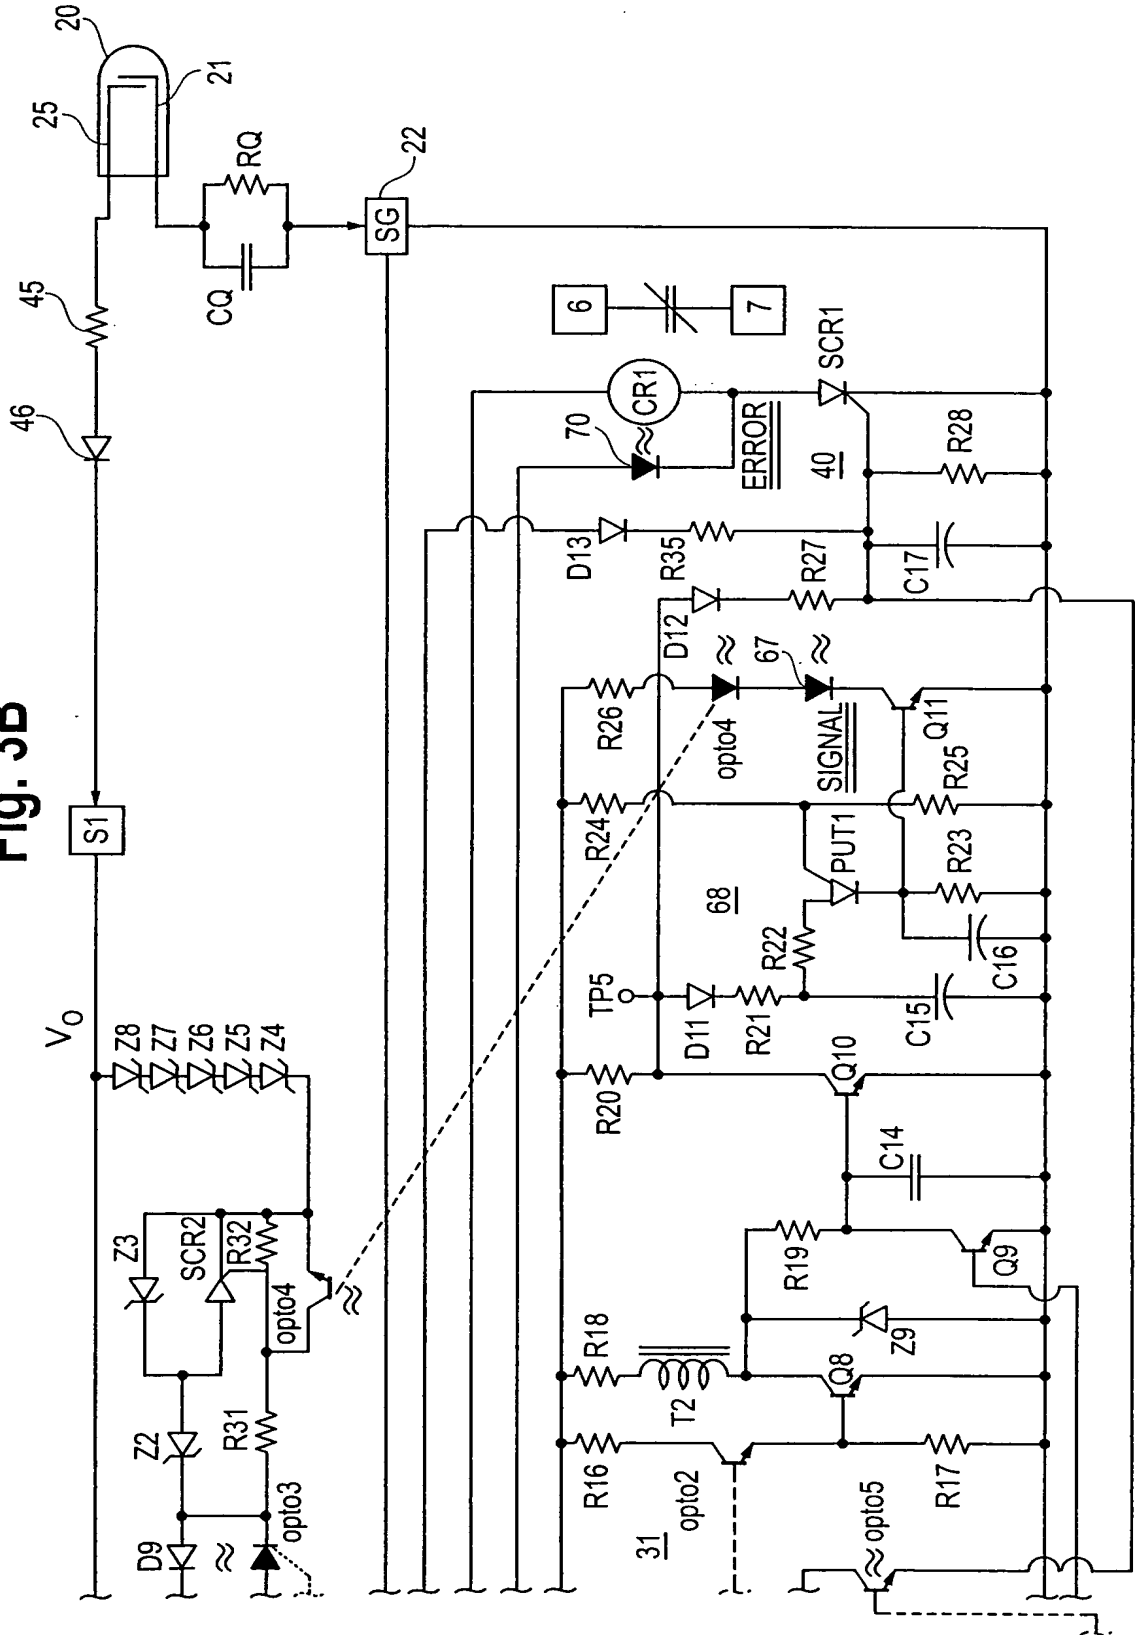 Fig. 3B
20
25
21
45
46
RQ
CQ
SG
22
S1
VO
Z8
Z7
Z6
Z5
Z4
Z3
SCR2
R32
opto4
Z2
R31
D9
opto3
6
7
CR1
70
ERROR
SCR1
40
R28
D13
R35
R27
C17
D12
67
R26
opto4
SIGNAL
Q11
R24
R25
PUT1
68
R23
R22
C16
TP5
D11
R21
C15
R20
Q10
C14
R19
Q9
R18
T2
Z9
Q8
R16
opto2
31
R17
opto5